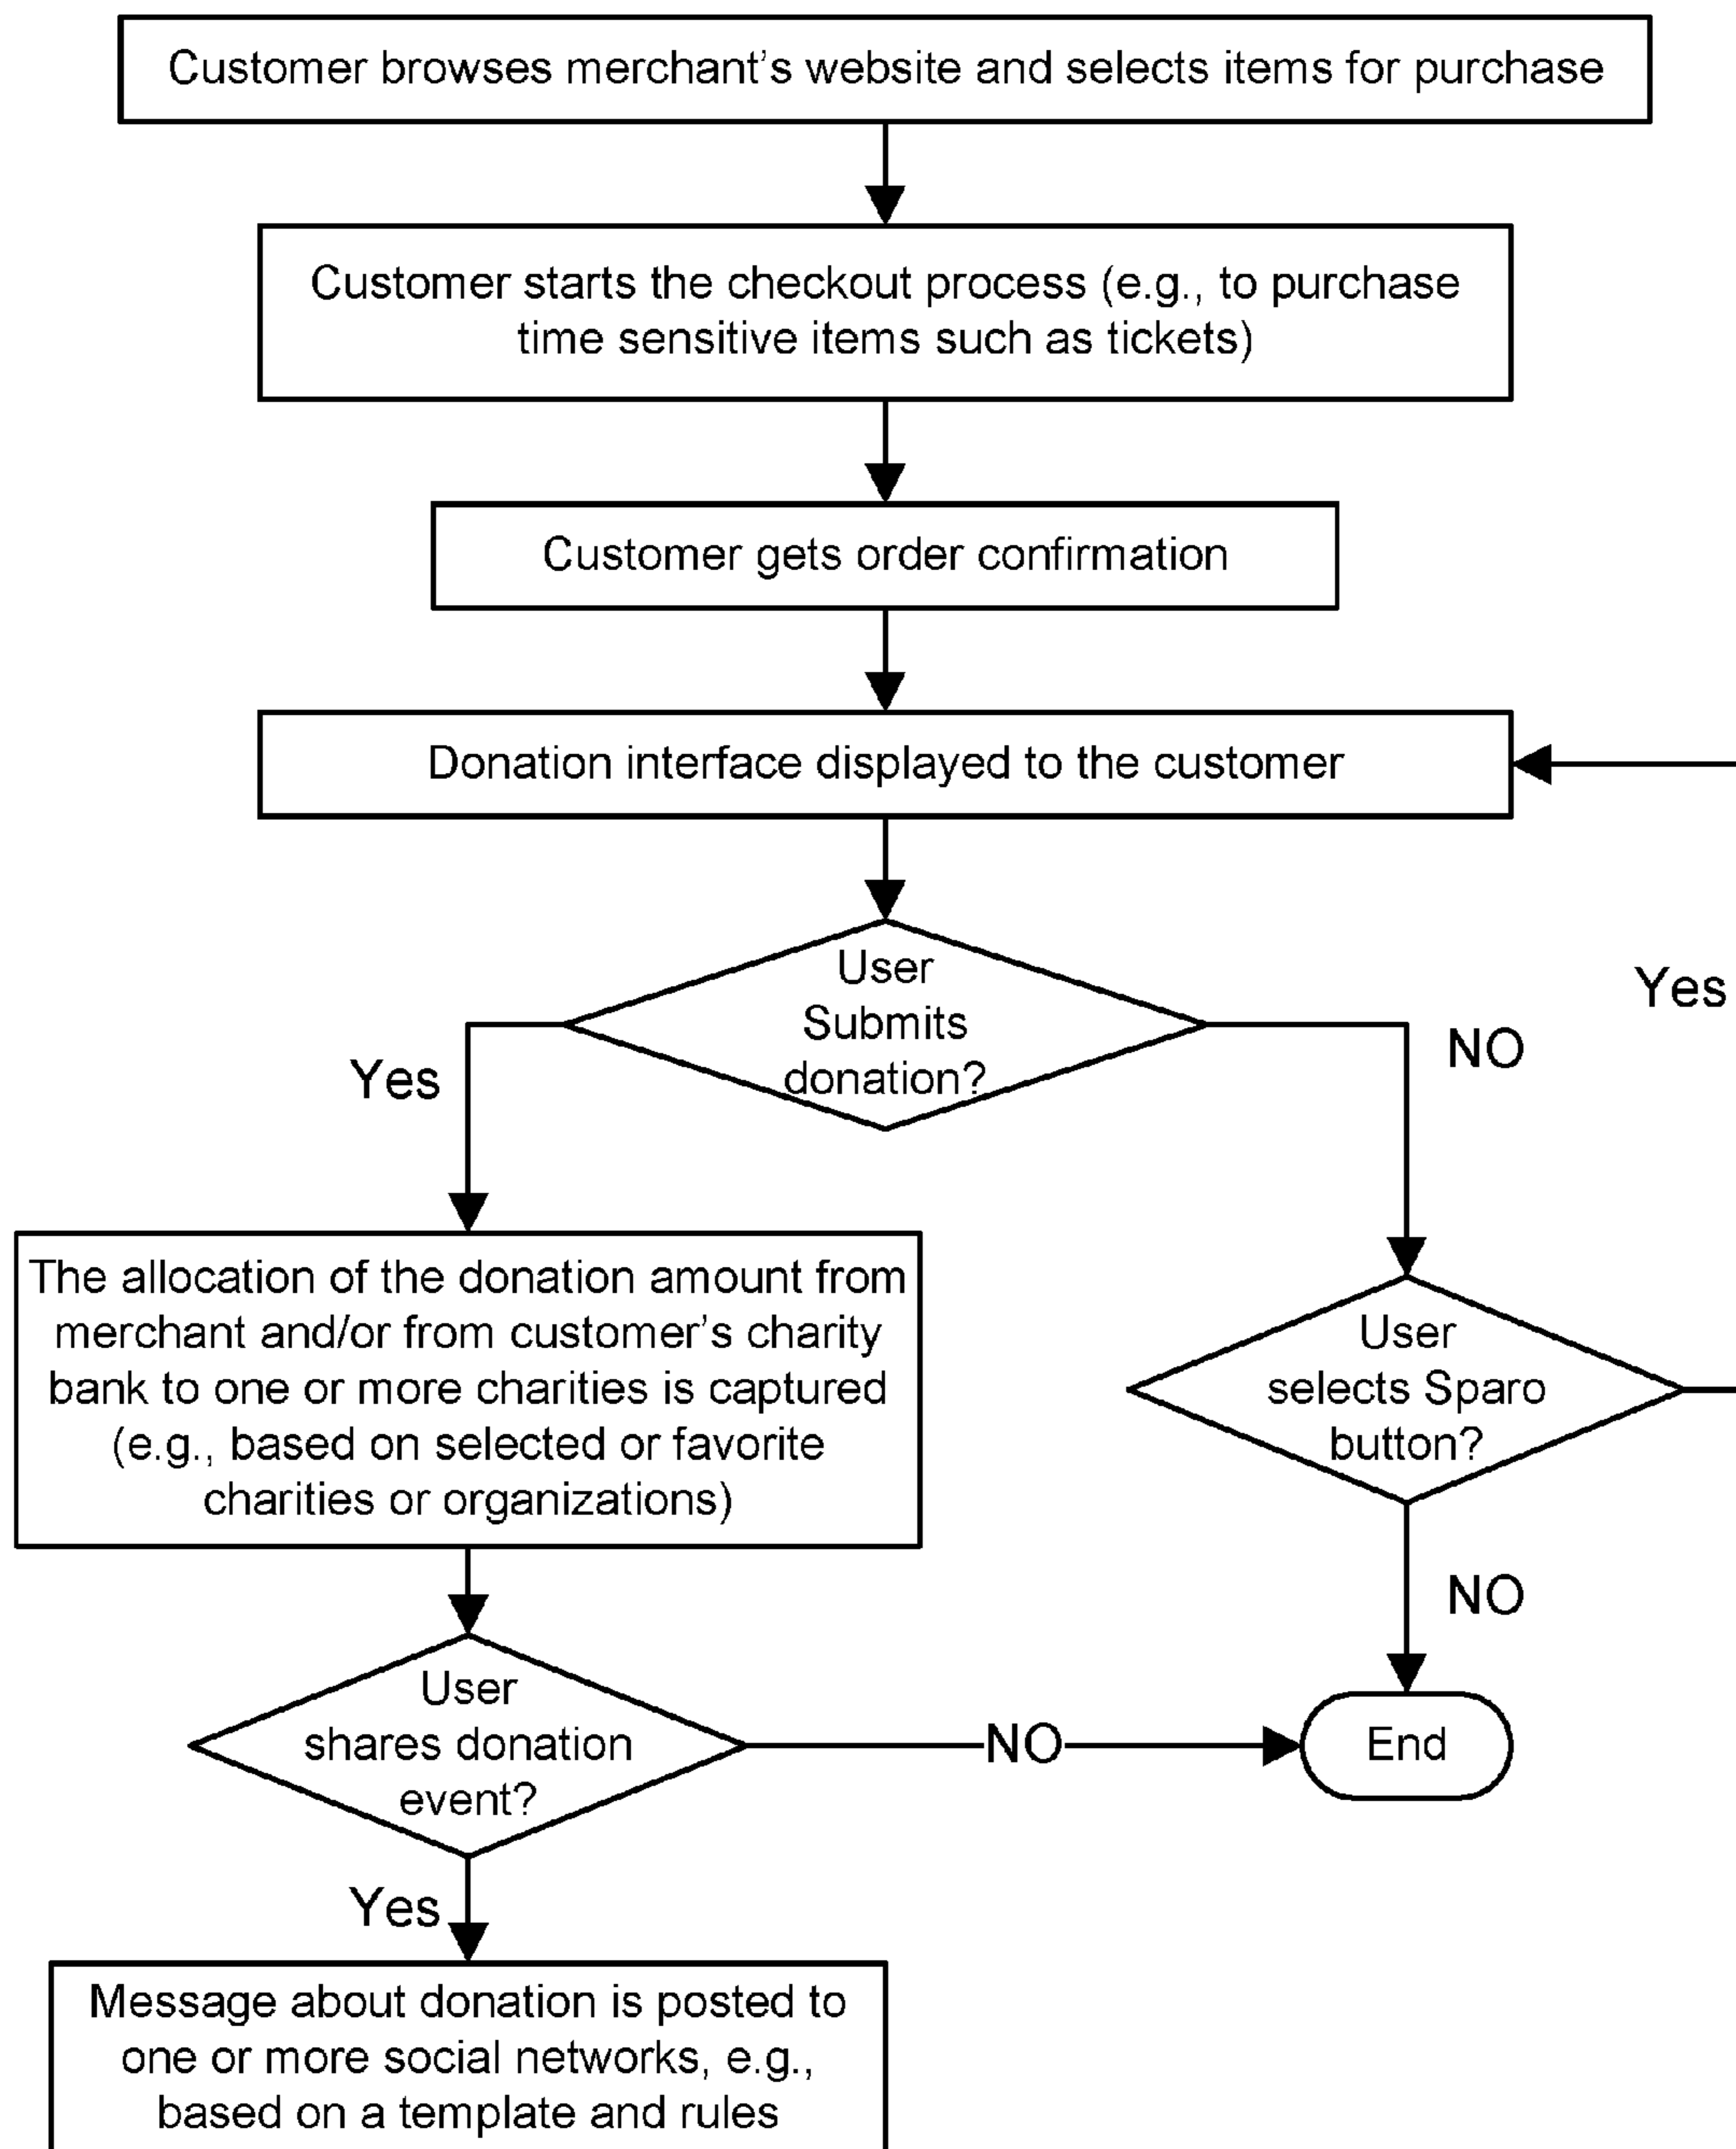 Customer browses merchant's website and selects items for purchase
Customer starts the checkout process (e.g., to purchase
time sensitive items such as tickets)
Customer gets order confirmation
Donation interface displayed to the customer
User
Submits
donation?
Yes
NO
Yes
The allocation of the donation amount from
merchant and/or from customer's charity
bank to one or more charities is captured
(e.g., based on selected or favorite
charities or organizations)
User
selects Sparo
button?
NO
User
shares donation
event?
NO
End
Yes
Message about donation is posted to
one or more social networks, e.g.,
based on a template and rules